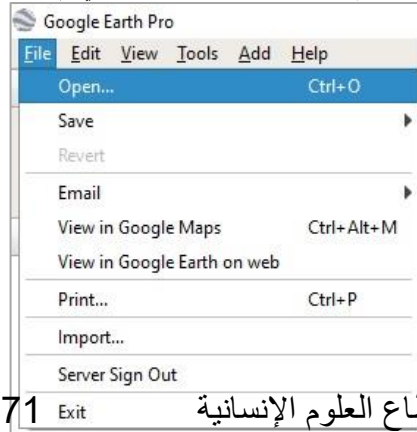 Google Earth Pro
File Edit View Tools Add Help
Open... Ctrl+O
Save
Revert
Email
View in Google Maps Ctrl+Alt+M
View in Google Earth on web
Print... Ctrl+P
Import...
Server Sign Out
Exit
العلوم الإنسانية
71